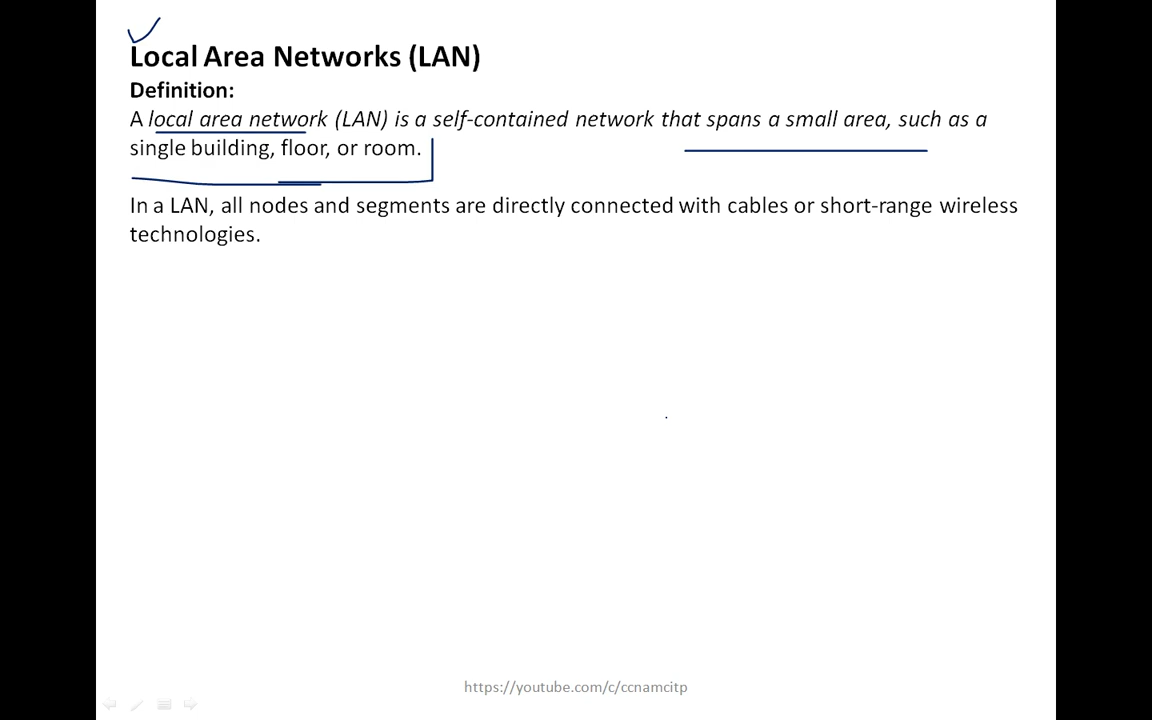 Local Area Networks (LAN)
Definition:
A local area network (LAN) is a self-contained network that spans a small area, such as a
single building, floor, or room.
In a LAN, all nodes and segments are directly connected with cables or short-range wireless
technologies.
https://youtube.com/c/ccnamcitp